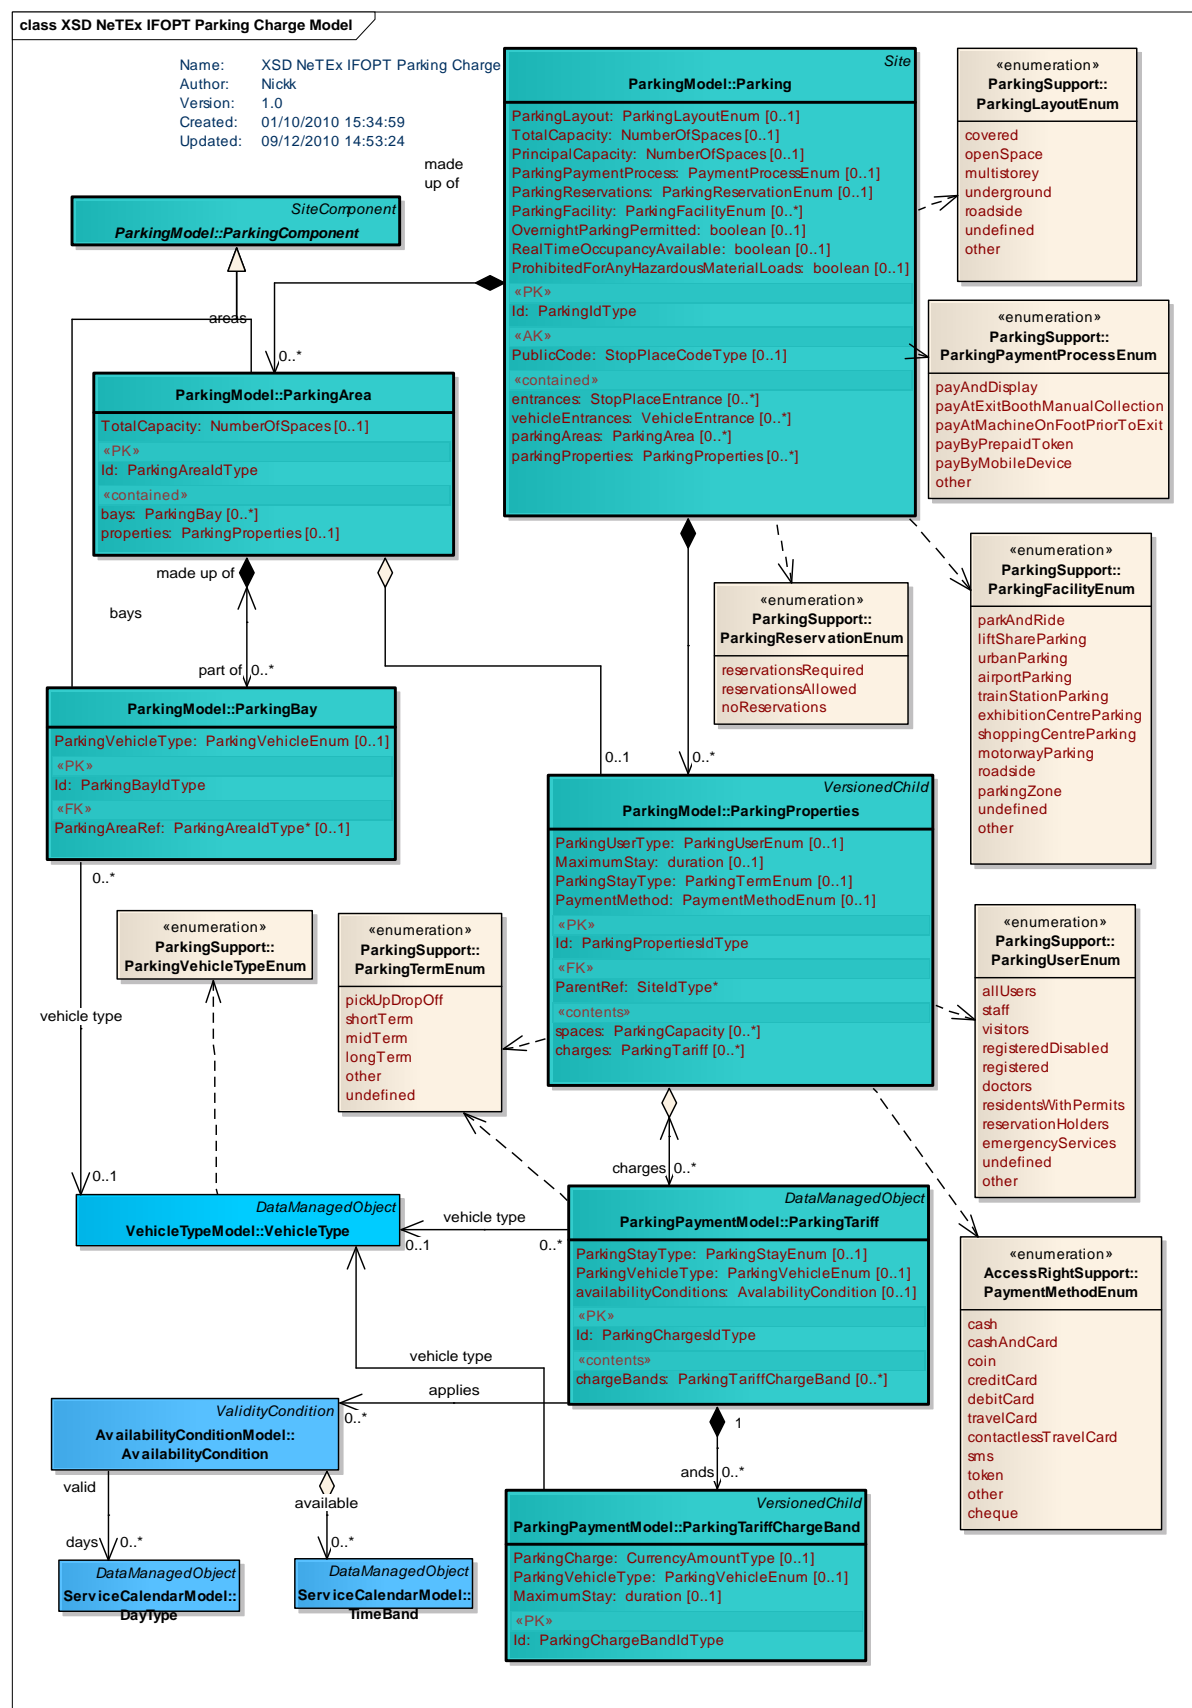 class XSD NeTEx IFOPT Parking Charge Model
Name: XSD NeTEx IFOPT Parking Charge
Author: Nickk
Version: 1.0
Created: 01/10/2010 15:34:59
Updated: 09/12/2010 14:53:24
Site
ParkingModel::Parking
ParkingLayout: ParkingLayoutEnum [0..1]
TotalCapacity: NumberOfSpaces [0..1]
PrincipalCapacity: NumberOfSpaces [0..1]
ParkingPaymentProcess: PaymentProcessEnum [0..1]
ParkingReservations: ParkingReservationEnum [0..1]
ParkingFacility: ParkingFacilityEnum [0..*]
OvernightParkingPermitted: boolean [0..1]
RealTimeOccupancyAvailable: boolean [0..1]
ProhibitedForAnyHazardousMaterialLoads: boolean [0..1]
«PK»
Id: ParkingIdType
«AK»
PublicCode: StopPlaceCodeType [0..1]
«contained»
entrances: StopPlaceEntrance [0..*]
vehicleEntrances: VehicleEntrance [0..*]
parkingAreas: ParkingArea [0..*]
parkingProperties: ParkingProperties [0..*]
«enumeration»
ParkingSupport::
ParkingLayoutEnum
covered
openSpace
multistorey
underground
roadside
undefined
other
made
up of
SiteComponent
ParkingModel::ParkingComponent
areas
0..*
«enumeration»
ParkingSupport::
ParkingPaymentProcessEnum
payAndDisplay
payAtExitBoothManualCollection
payAtMachineOnFootPriorToExit
payByPrepaidToken
payByMobileDevice
other
ParkingModel::ParkingArea
TotalCapacity: NumberOfSpaces [0..1]
«PK»
Id: ParkingAreaIdType
«contained»
bays: ParkingBay [0..*]
properties: ParkingProperties [0..1]
made up of
bays
part of
0..*
«enumeration»
ParkingSupport::
ParkingReservationEnum
reservationsRequired
reservationsAllowed
noReservations
«enumeration»
ParkingSupport::
ParkingFacilityEnum
parkAndRide
liftShareParking
urbanParking
airportParking
trainStationParking
exhibitionCentreParking
shoppingCentreParking
motorwayParking
roadside
parkingZone
undefined
other
ParkingModel::ParkingBay
ParkingVehicleType: ParkingVehicleEnum [0..1]
«PK»
Id: ParkingBayIdType
«FK»
ParkingAreaRef: ParkingAreaIdType* [0..1]
0..1
0..*
VersionedChild
ParkingModel::ParkingProperties
ParkingUserType: ParkingUserEnum [0..1]
MaximumStay: duration [0..1]
ParkingStayType: ParkingTermEnum [0..1]
PaymentMethod: PaymentMethodEnum [0..1]
«PK»
Id: ParkingPropertiesIdType
«FK»
ParentRef: SiteIdType*
«contents»
spaces: ParkingCapacity [0..*]
charges: ParkingTariff [0..*]
0..*
«enumeration»
ParkingSupport::
ParkingVehicleTypeEnum
«enumeration»
ParkingSupport::
ParkingTermEnum
pickUpDropOff
shortTerm
midTerm
longTerm
other
undefined
«enumeration»
ParkingSupport::
ParkingUserEnum
allUsers
staff
visitors
registeredDisabled
registered
doctors
residentsWithPermits
reservationHolders
emergencyServices
undefined
other
vehicle type
0..1
charges
0..*
DataManagedObject
VehicleTypeModel::VehicleType
vehicle type
0..1
0..*
DataManagedObject
ParkingPaymentModel::ParkingTariff
ParkingStayType: ParkingStayEnum [0..1]
ParkingVehicleType: ParkingVehicleEnum [0..1]
availabilityConditions: AvalabilityCondition [0..1]
«PK»
Id: ParkingChargesIdType
«contents»
chargeBands: ParkingTariffChargeBand [0..*]
«enumeration»
AccessRightSupport::
PaymentMethodEnum
cash
cashAndCard
coin
creditCard
debitCard
travelCard
contactlessTravelCard
sms
token
other
cheque
vehicle type
applies
0..*
1
ands
0..*
ValidityCondition
AvailabilityConditionModel::
AvailabilityCondition
valid
available
days
0..*
0..*
DataManagedObject
ServiceCalendarModel::
DayType
DataManagedObject
ServiceCalendarModel::
TimeBand
VersionedChild
ParkingPaymentModel::ParkingTariffChargeBand
ParkingCharge: CurrencyAmountType [0..1]
ParkingVehicleType: ParkingVehicleEnum [0..1]
MaximumStay: duration [0..1]
«PK»
Id: ParkingChargeBandIdType